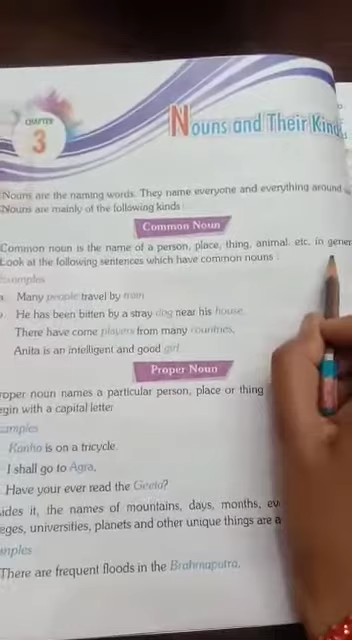 CHAPTER
3
Nouns and Their Kinds
Nouns are the naming words. They name everyone and everything around
Nouns are mainly of the following kinds :
Common Noun
Common noun is the name of a person, place, thing, animal, etc. in gener
Look at the following sentences which have common nouns :
Examples
a. Many people travel by train
He has been bitten by a stray dog near his house.
There have come players from many countries.
Anita is an intelligent and good girl.
Proper Noun
roper noun names a particular person, place or thing
egin with a capital letter
amples
Kanha is on a tricycle.
I shall go to Agra.
Have your ever read the Geeta?
ides it, the names of mountains, days, months, ev
eges, universities, planets and other unique things are a
mples
There are frequent floods in the Brahmaputra.